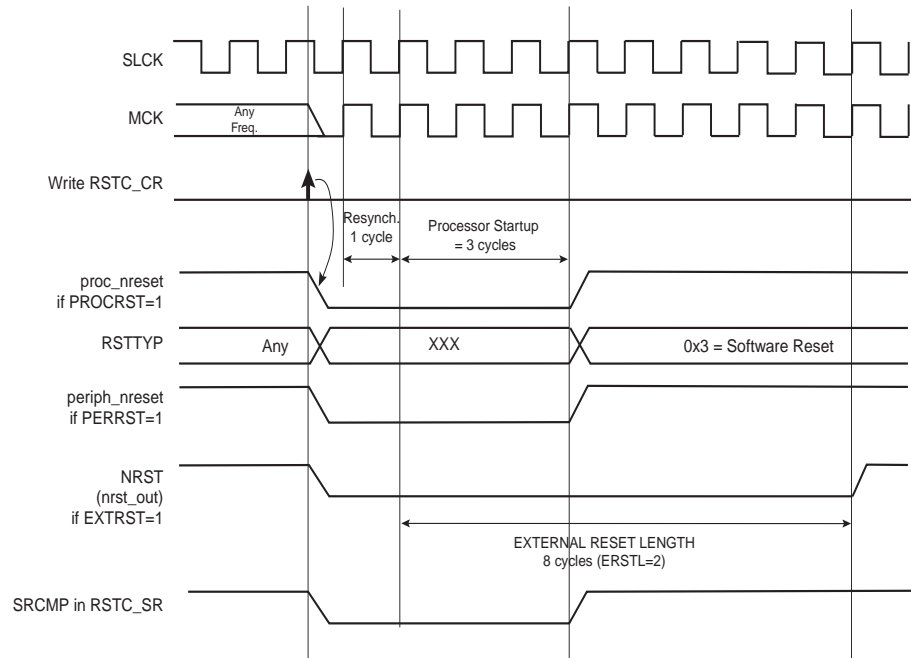 SLCK
MCK
Any
Freq.
Write RSTC_CR
Resynch.
1 cycle
Processor Startup
= 3 cycles
proc_nreset
if PROCRST=1
RSTTYP
Any
XXX
0x3 = Software Reset
periph_nreset
if PERRST=1
NRST
(nrst_out)
if EXTRST=1
EXTERNAL RESET LENGTH
8 cycles (ERSTL=2)
SRCMP in RSTC_SR